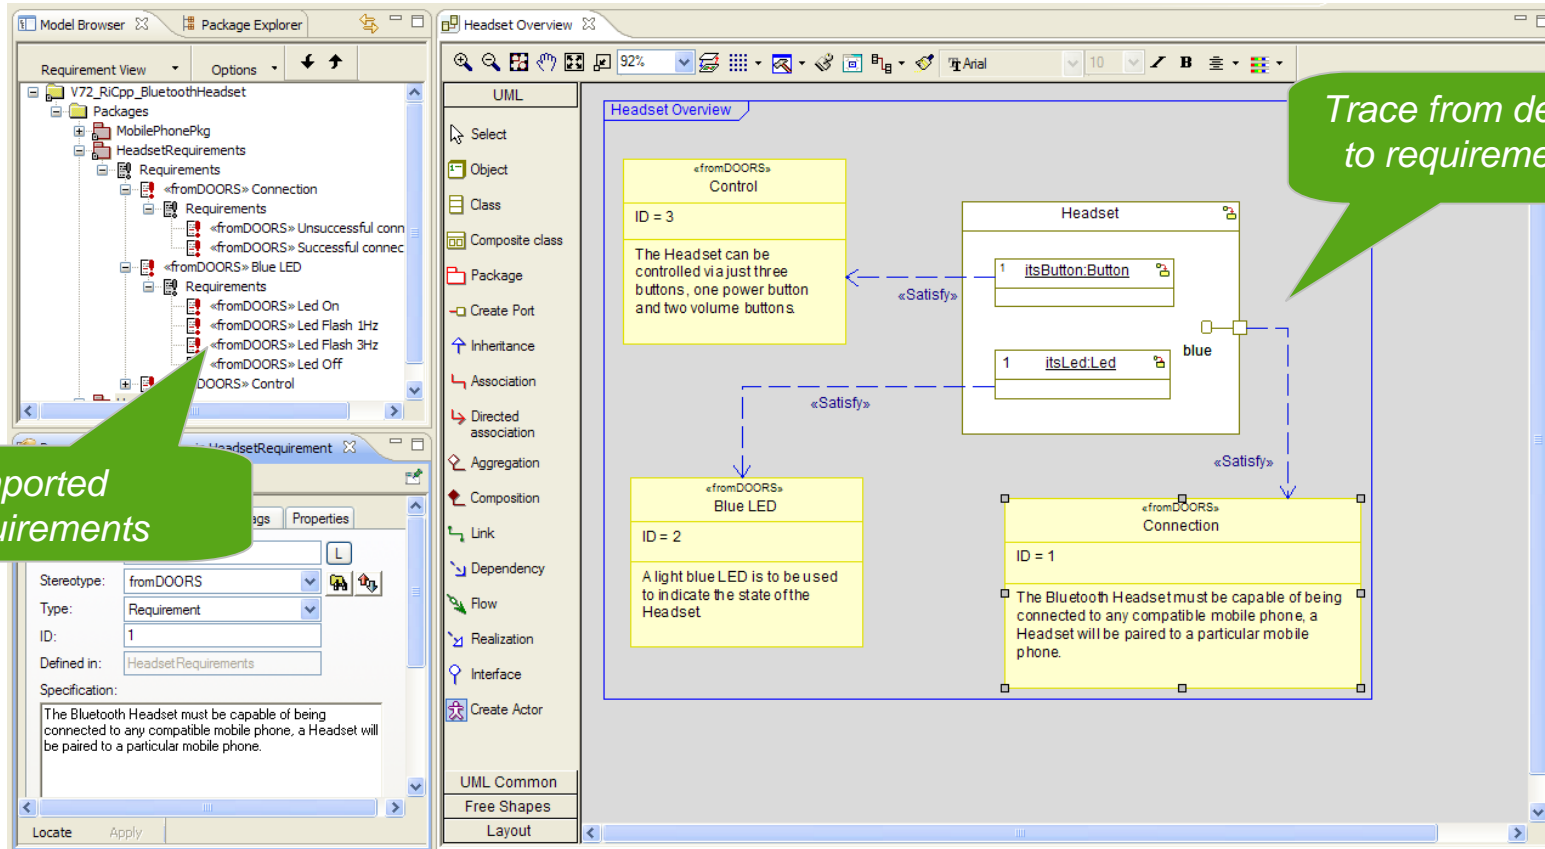 Model Browser
Package Explorer
Requirement View
Options
V72_RiCpp_BluetoothHeadset
Packages
MobilePhonePkg
HeadsetRequirements
Requirements
«fromDOORS» Connection
Requirements
«fromDOORS» Unsuccessful conn
«fromDOORS» Successful connec
«fromDOORS» Blue LED
Requirements
«fromDOORS» Led On
«fromDOORS» Led Flash 1Hz
«fromDOORS» Led Flash 3Hz
«fromDOORS» Led Off
DOORS» Control
HeadsetRequirement
ported
uirements
ags
Properties
L
Stereotype:
fromDOORS
Type:
Requirement
ID:
1
Defined in:
HeadsetRequirements
Specification:
The Bluetooth Headset must be capable of being
connected to any compatible mobile phone, a Headset will
be paired to a particular mobile phone.
Locate
Apply
Headset Overview
92%
Arial
10
B
UML
Select
Object
Class
Composite class
Package
Create Port
Inheritance
Association
Directed
association
Aggregation
Composition
Link
Dependency
Flow
Realization
Interface
Create Actor
UML Common
Free Shapes
Layout
Headset Overview
Trace from de
to requireme
«fromDOORS»
Control
ID = 3
The Headset can be
controlled via just three
buttons, one power button
and two volume buttons.
«Satisfy»
Headset
1 itsButton:Button
blue
1 itsLed:Led
«Satisfy»
«Satisfy»
«fromDOORS»
Blue LED
ID = 2
A light blue LED is to be used
to indicate the state of the
Headset.
«fromDOORS»
Connection
ID = 1
The Bluetooth Headset must be capable of being
connected to any compatible mobile phone, a
Headset will be paired to a particular mobile
phone.